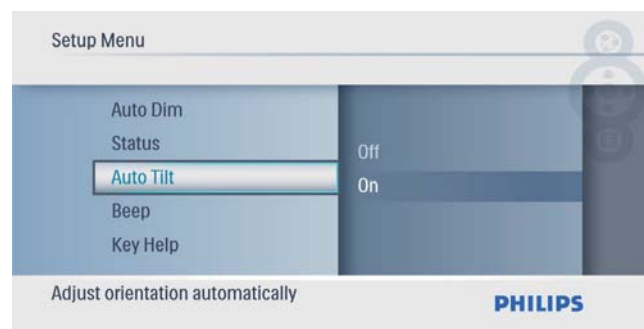 Setup Menu
Auto Dim
Status
Auto Tilt
Beep
Key Help
Off
On
Adjust orientation automatically
PHILIPS